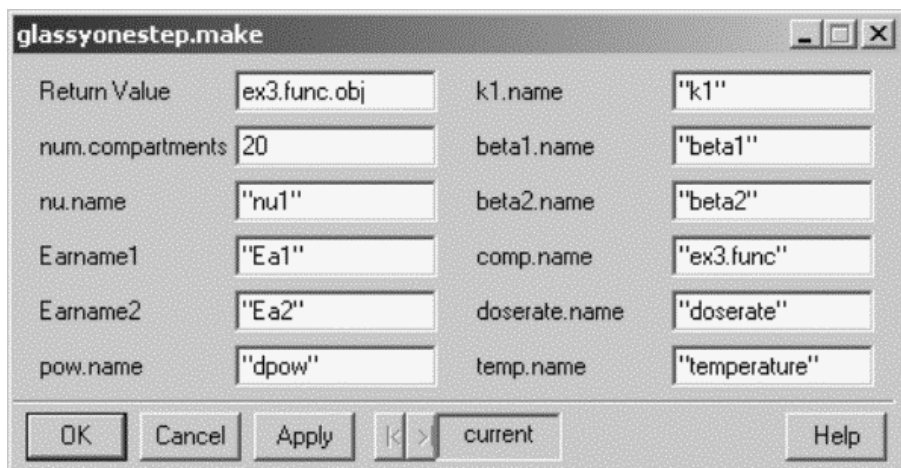 glassyonestep.make
Return Value ex3.func.obj k1.name "k1"
num.compartments 20 beta1.name "beta1"
nu.name "nu1" beta2.name "beta2"
Earname1 "Ea1" comp.name "ex3.func"
Earname2 "Ea2" doserate.name "doserate"
pow.name "dpow" temp.name "temperature"
OK Cancel Apply current Help